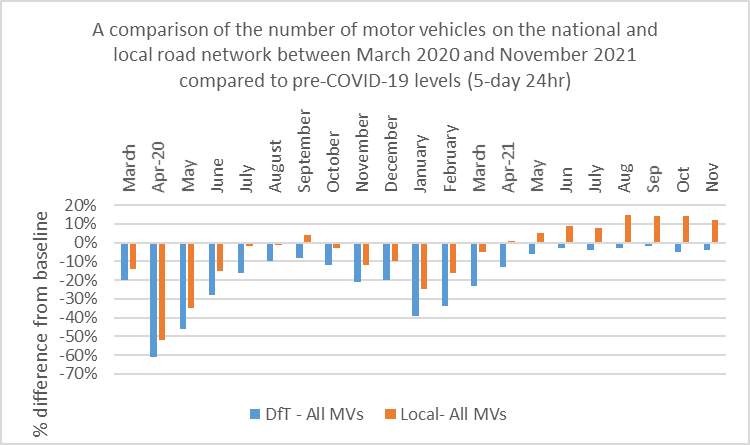 A comparison of the number of motor vehicles on the national and
local road network between March 2020 and November 2021
compared to pre-COVID-19 levels (5-day 24hr)
March
Apr-20
May
June
July
August
September
October
November
December
January
February
March
Apr-21
May
Jun
July
Aug
Sep
Oct
Nov
% difference from baseline
20%
10%
0%
-10%
-20%
-30%
-40%
-50%
-60%
-70%
DfT - All MVs
Local- All MVs